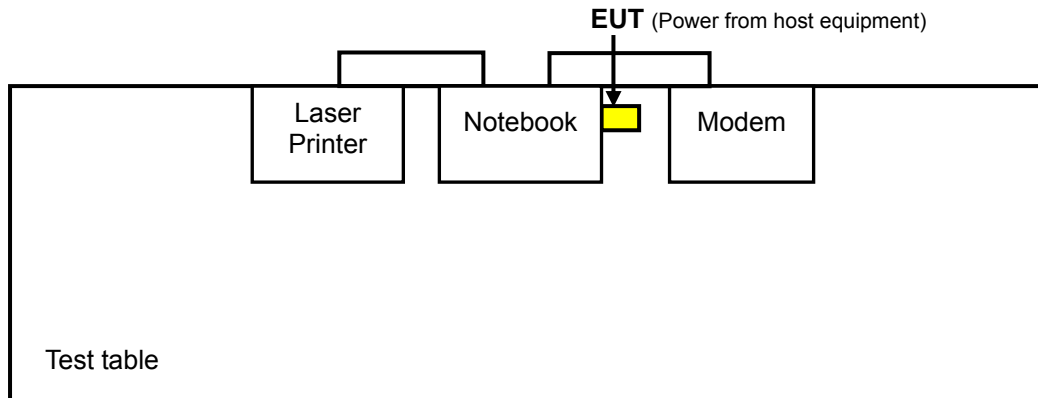 EUT (Power from host equipment)
Laser
Printer
Notebook
Modem
Test table